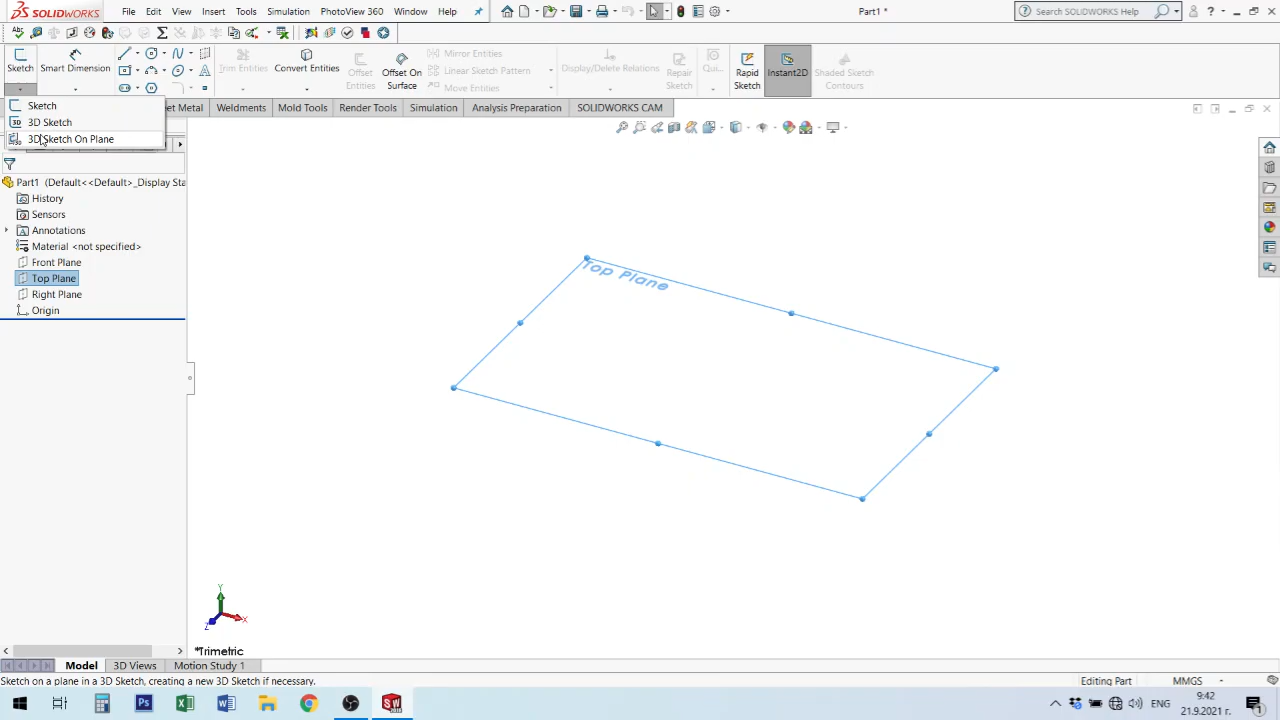 SOLIDWORKS File Edit View Insert Tools Simulation PhotoView 360 Window Help Part1 * Search SOLIDWORKS Help
Sketch Smart Dimension Trim Entities Convert Entities Offset Entities Offset On Surface Mirror Entities Linear Sketch Pattern Move Entities Display/Delete Relations Repair Sketch Qui... Rapid Sketch Instant2D Shaded Sketch Contours
Sketch
3D Sketch
3D Sketch On Plane
et Metal Weldments Mold Tools Render Tools Simulation Analysis Preparation SOLIDWORKS CAM
Part1 (Default<<Default>_Display Sta
History
Sensors
Annotations
Material <not specified>
Front Plane
Top Plane
Right Plane
Origin
Top Plane
Y
X
Z
*Trimetric
Model 3D Views Motion Study 1
Sketch on a plane in a 3D Sketch, creating a new 3D Sketch if necessary. Editing Part MMGS
ENG 9:42
21.9.2021 г.